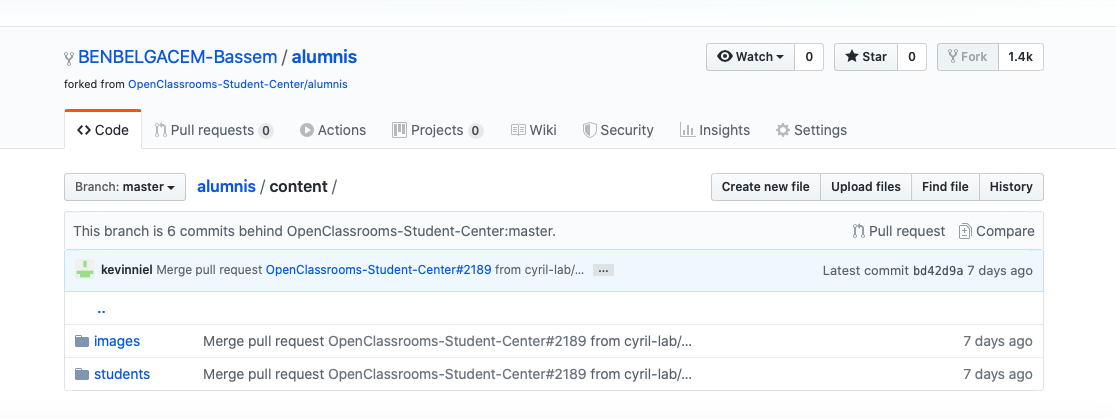 BENBELGACEM-Bassem / alumnis Watch 0 Star 0 Fork 1.4k
forked from OpenClassrooms-Student-Center/alumnis
Code Pull requests 0 Actions Projects 0 Wiki Security Insights Settings
Branch: master alumnis / content / Create new file Upload files Find file History
This branch is 6 commits behind OpenClassrooms-Student-Center:master. Pull request Compare
kevinniel Merge pull request OpenClassrooms-Student-Center#2189 from cyril-lab/... ... Latest commit bd42d9a 7 days ago
..
images Merge pull request OpenClassrooms-Student-Center#2189 from cyril-lab/... 7 days ago
students Merge pull request OpenClassrooms-Student-Center#2189 from cyril-lab/... 7 days ago